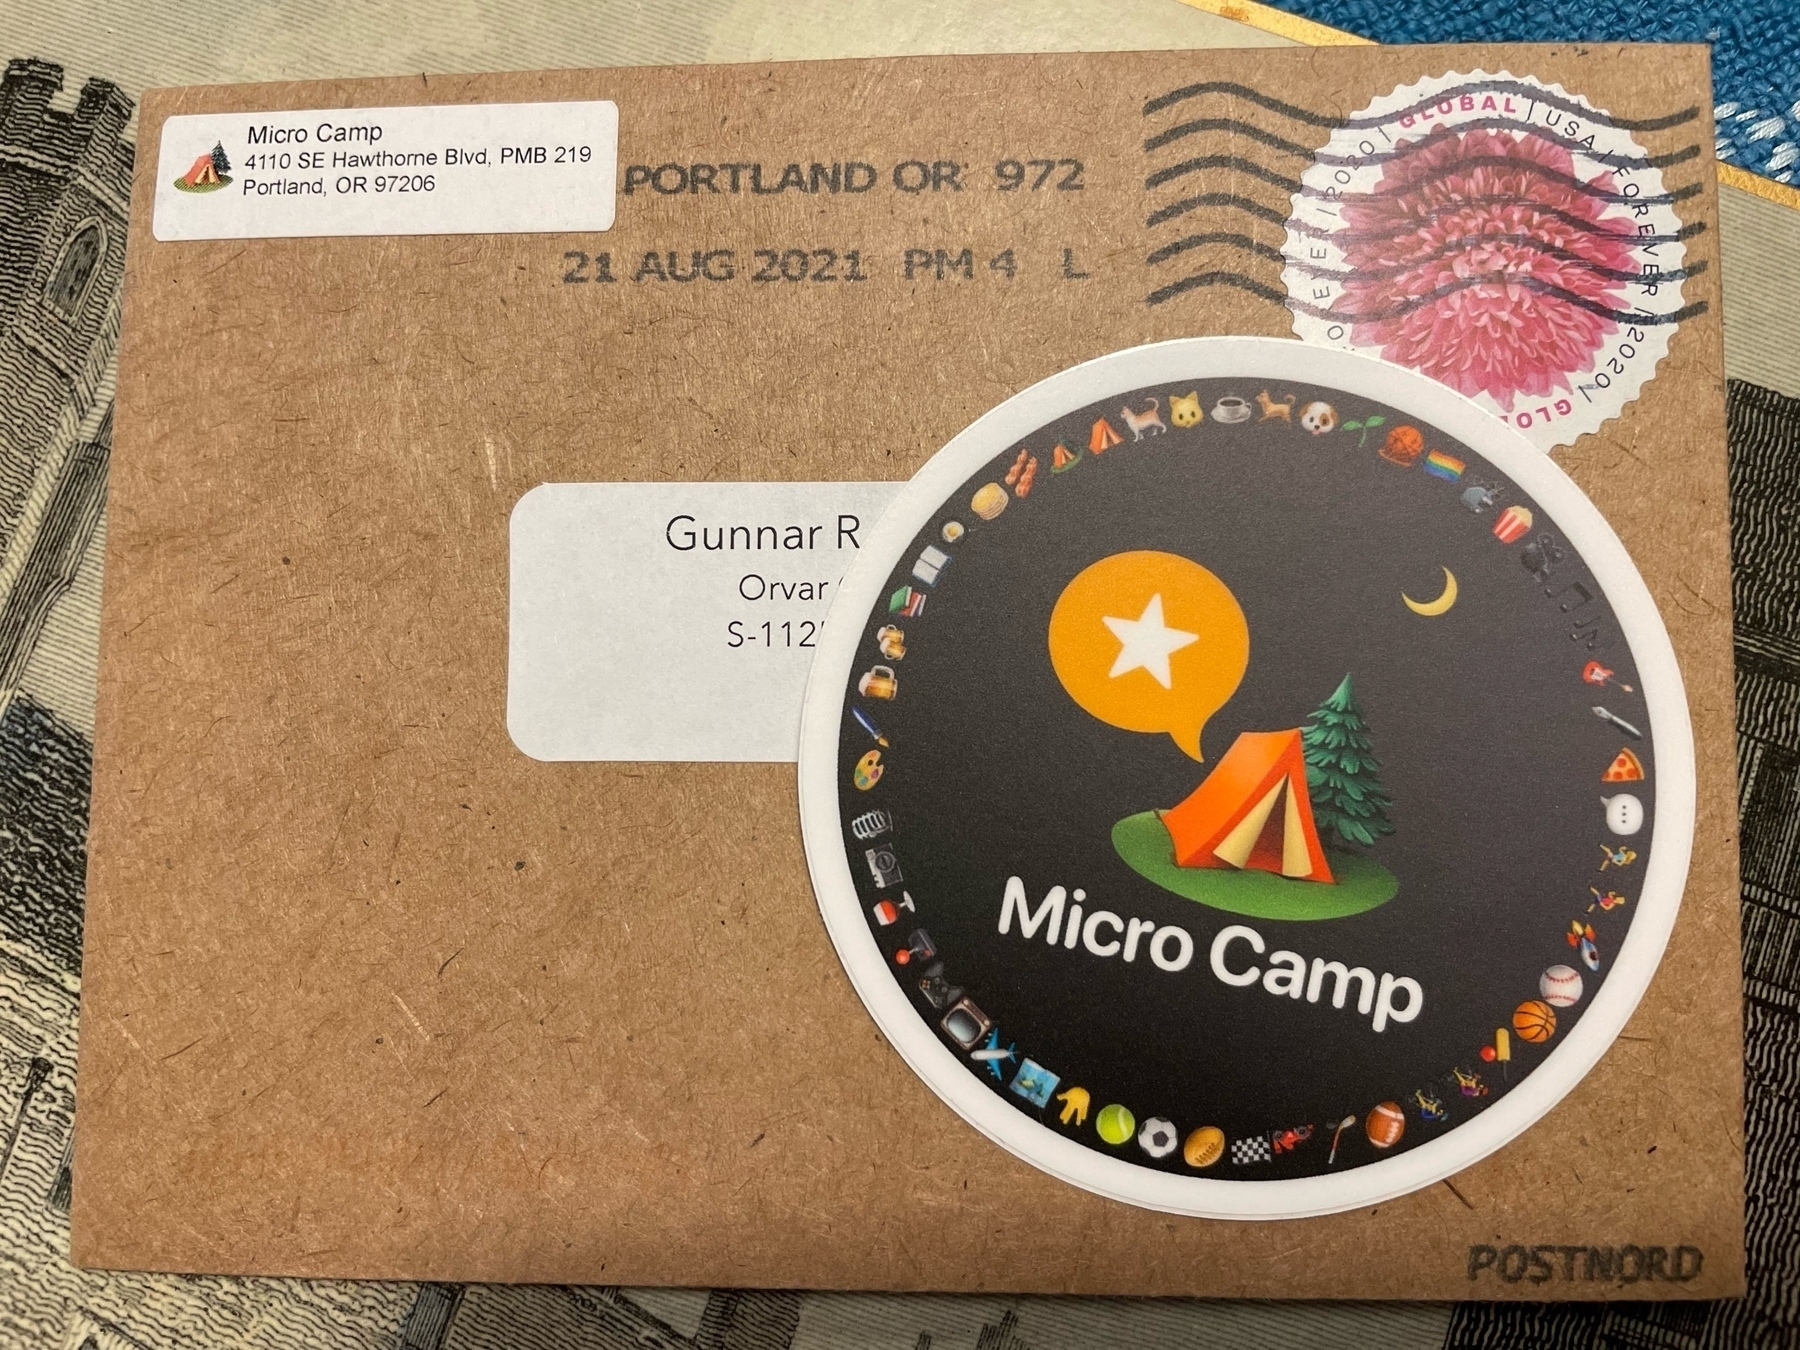 Micro Camp
4110 SE Hawthorne Blvd, PMB 219
Portland, OR 97206
PORTLAND OR 972
21 AUG 2021 PM 4 L
GLOBAL | USA / FOREVER / 2020 /
2020 |
Gunnar R
Orvar
S-112
Micro Camp
POSTNORD